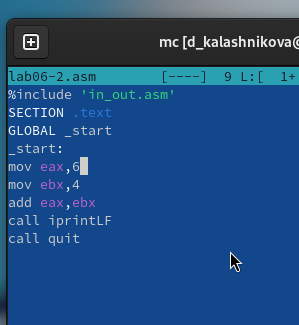 mc [d_kalashnikova@
lab06-2.asm [----] 9 L:[ 1+
%include 'in_out.asm'
SECTION .text
GLOBAL _start
_start:
mov eax,6
mov ebx,4
add eax,ebx
call iprintLF
call quit